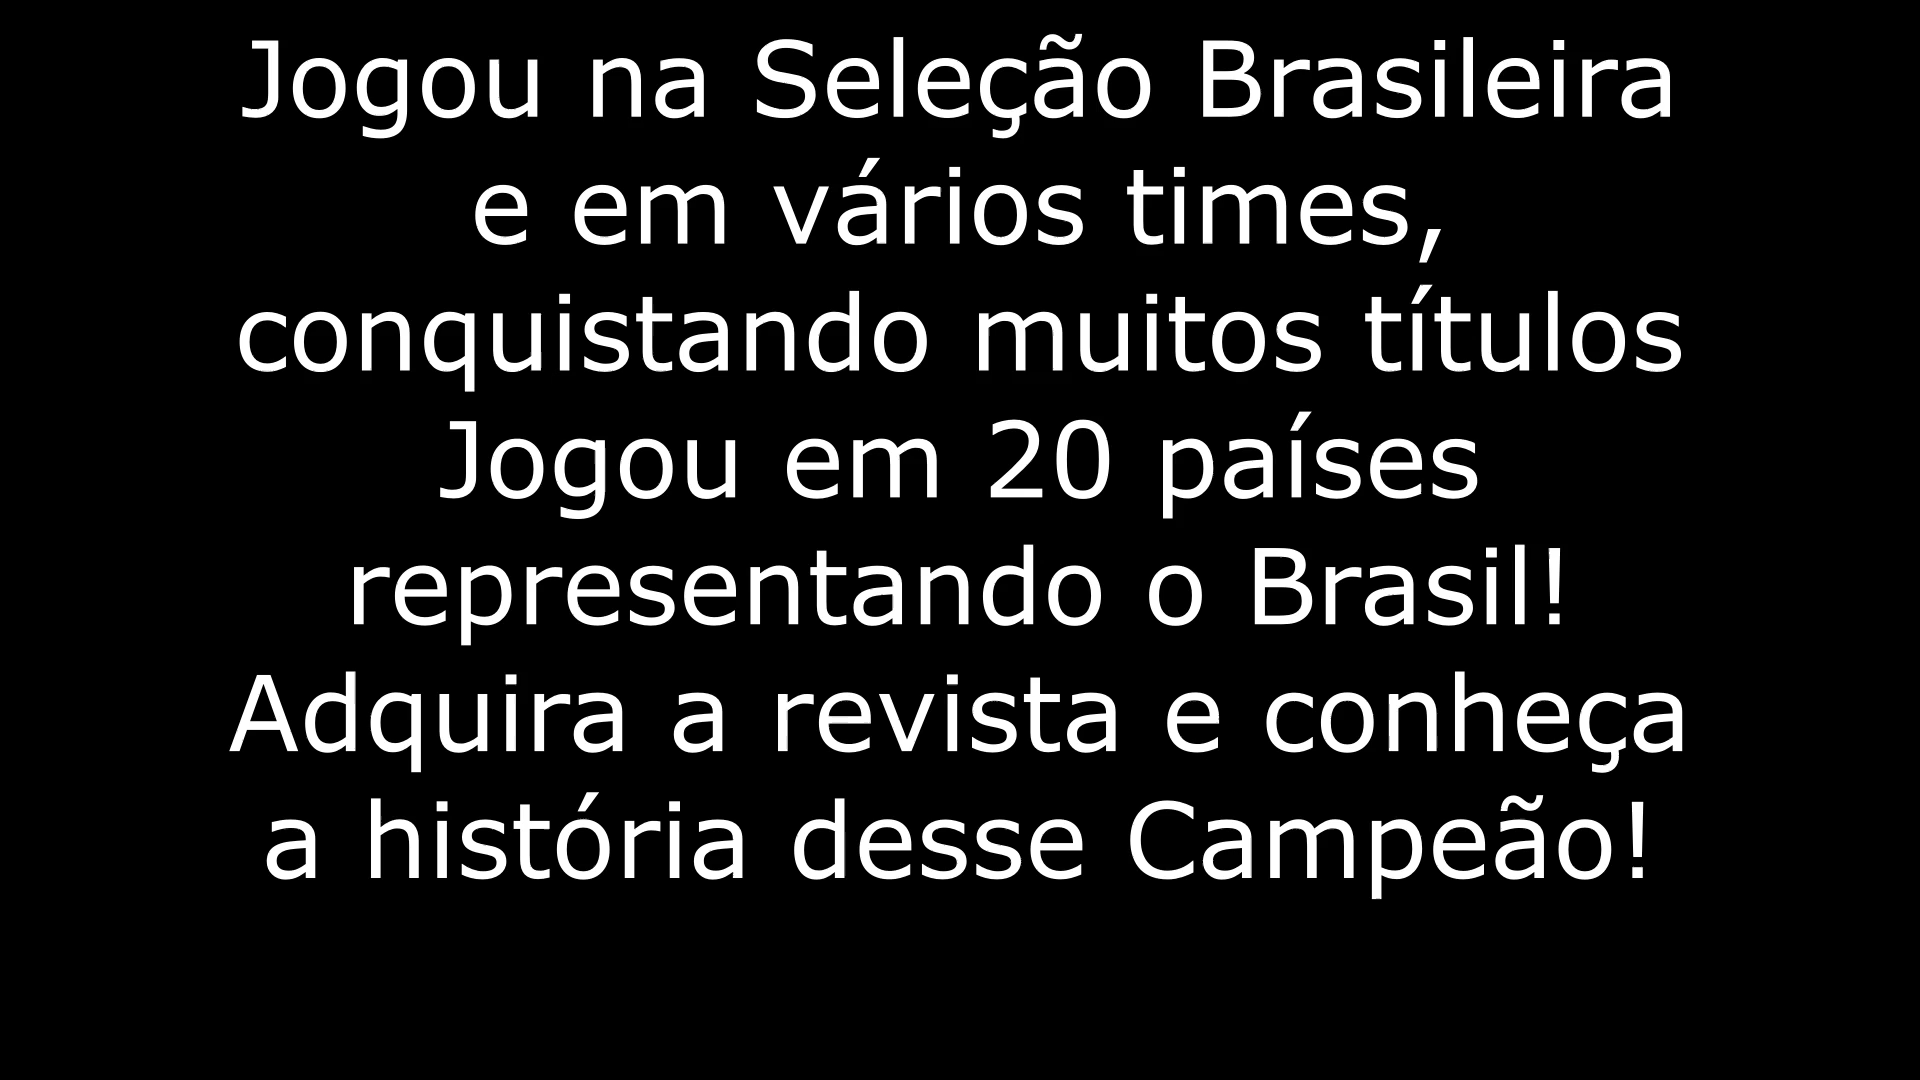 Jogou na Seleção Brasileira
e em vários times,
conquistando muitos títulos
Jogou em 20 países
representando o Brasil!
Adquira a revista e conheça
a história desse Campeão!